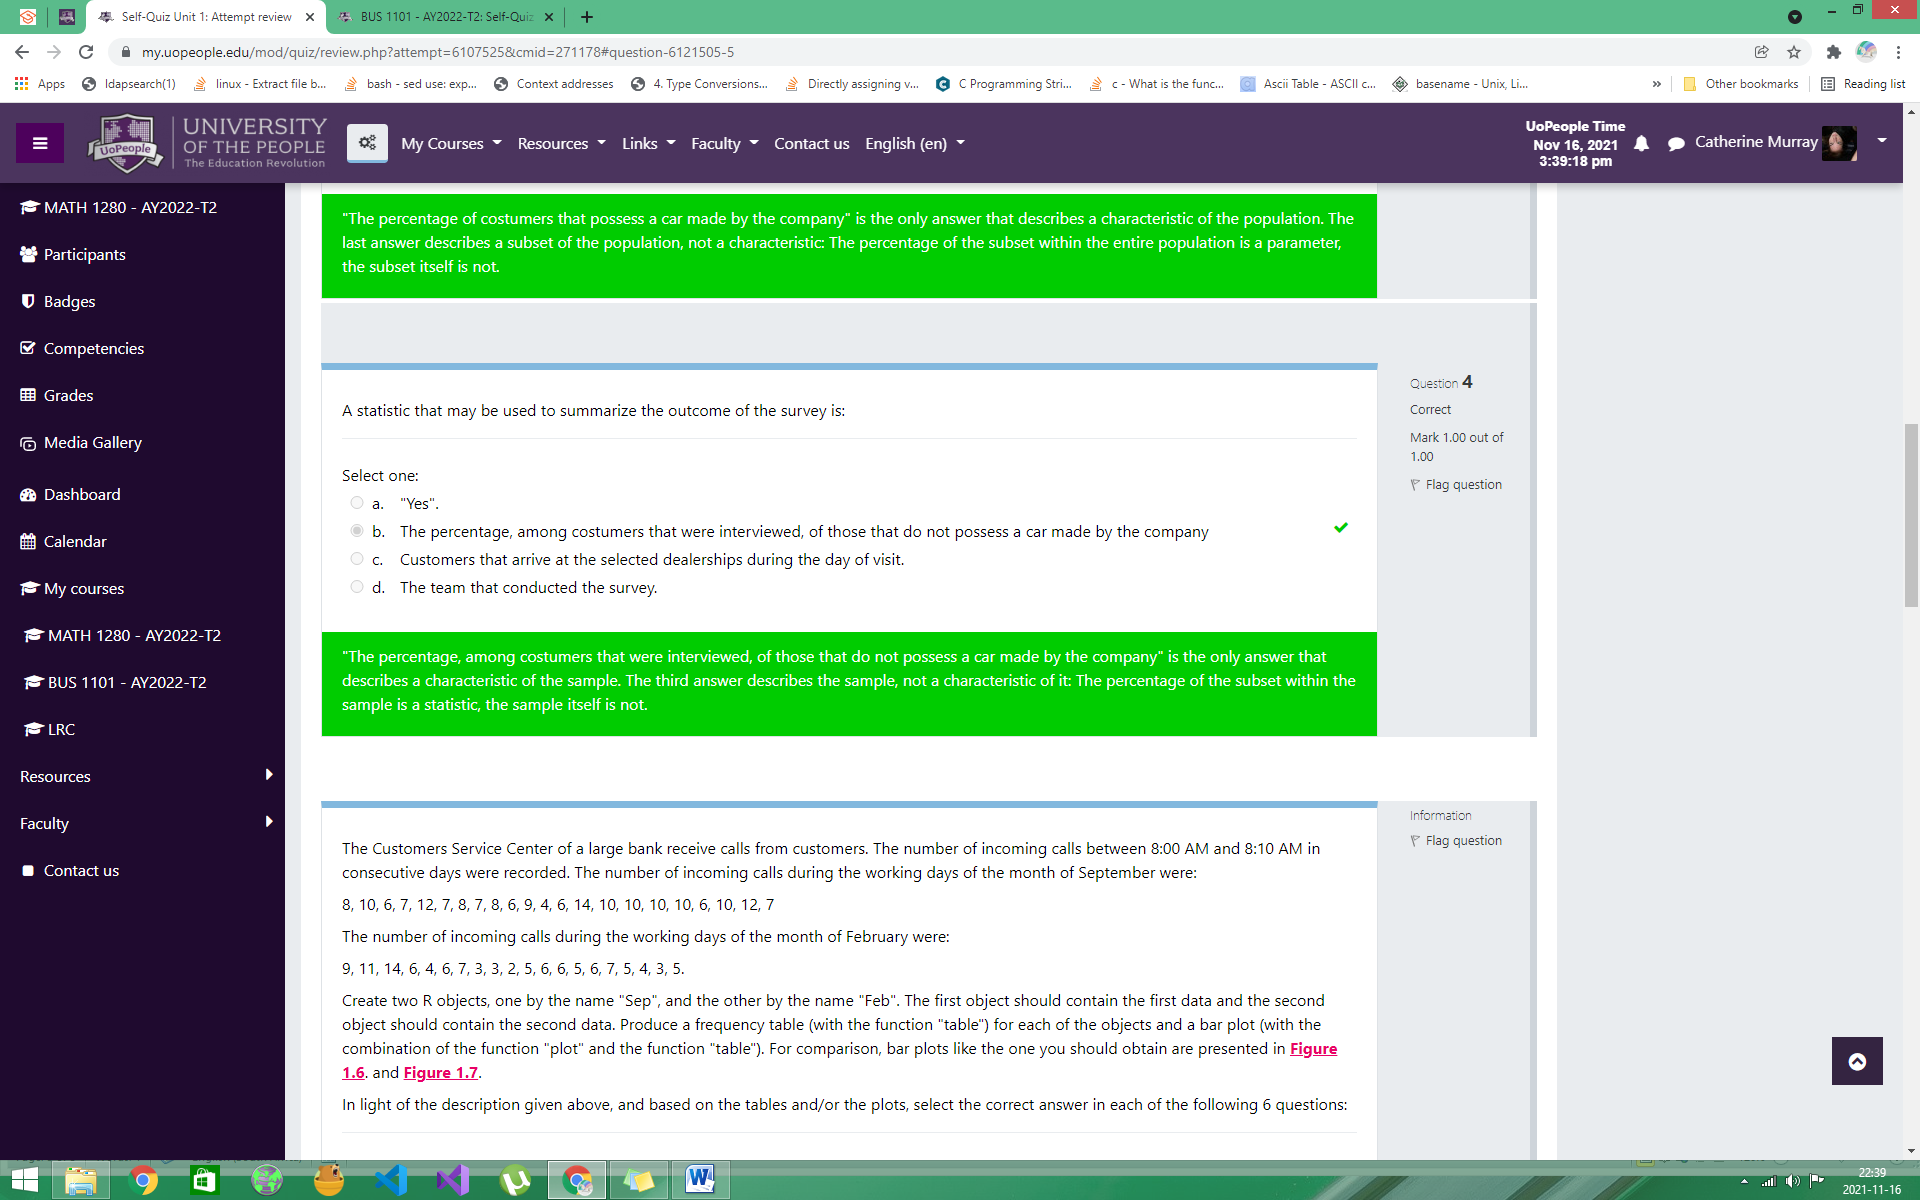 Self-Quiz Unit 1: Attempt review
BUS 1101 - AY2022-T2: Self-Quiz
my.uopeople.edu/mod/quiz/review.php?attempt=6107525&cmid=271178#question-6121505-5
Apps
ldapsearch(1)
linux - Extract file b...
bash - sed use: exp...
Context addresses
4. Type Conversions...
Directly assigning v...
C Programming Stri...
c - What is the func...
Ascii Table - ASCII c...
basename - Unix, Li...
»
Other bookmarks
Reading list
UoPeople
UNIVERSITY
OF THE PEOPLE
The Education Revolution
My Courses
Resources
Links
Faculty
Contact us
English (en)
UoPeople Time
Nov 16, 2021
3:39:18 pm
Catherine Murray
MATH 1280 - AY2022-T2
Participants
Badges
Competencies
Grades
Media Gallery
Dashboard
Calendar
My courses
MATH 1280 - AY2022-T2
BUS 1101 - AY2022-T2
LRC
Resources
Faculty
Contact us
"The percentage of costumers that possess a car made by the company" is the only answer that describes a characteristic of the population. The
last answer describes a subset of the population, not a characteristic: The percentage of the subset within the entire population is a parameter,
the subset itself is not.
A statistic that may be used to summarize the outcome of the survey is:
Select one:
a. "Yes".
b. The percentage, among costumers that were interviewed, of those that do not possess a car made by the company
c. Customers that arrive at the selected dealerships during the day of visit.
d. The team that conducted the survey.
"The percentage, among costumers that were interviewed, of those that do not possess a car made by the company" is the only answer that
describes a characteristic of the sample. The third answer describes the sample, not a characteristic of it: The percentage of the subset within the
sample is a statistic, the sample itself is not.
Question 4
Correct
Mark 1.00 out of
1.00
Flag question
The Customers Service Center of a large bank receive calls from customers. The number of incoming calls between 8:00 AM and 8:10 AM in
consecutive days were recorded. The number of incoming calls during the working days of the month of September were:
8, 10, 6, 7, 12, 7, 8, 7, 8, 6, 9, 4, 6, 14, 10, 10, 10, 10, 6, 10, 12, 7
The number of incoming calls during the working days of the month of February were:
9, 11, 14, 6, 4, 6, 7, 3, 3, 2, 5, 6, 6, 5, 6, 7, 5, 4, 3, 5.
Create two R objects, one by the name "Sep", and the other by the name "Feb". The first object should contain the first data and the second
object should contain the second data. Produce a frequency table (with the function "table") for each of the objects and a bar plot (with the
combination of the function "plot" and the function "table"). For comparison, bar plots like the one you should obtain are presented in Figure
1.6. and Figure 1.7.
In light of the description given above, and based on the tables and/or the plots, select the correct answer in each of the following 6 questions:
Information
Flag question
22:39
2021-11-16